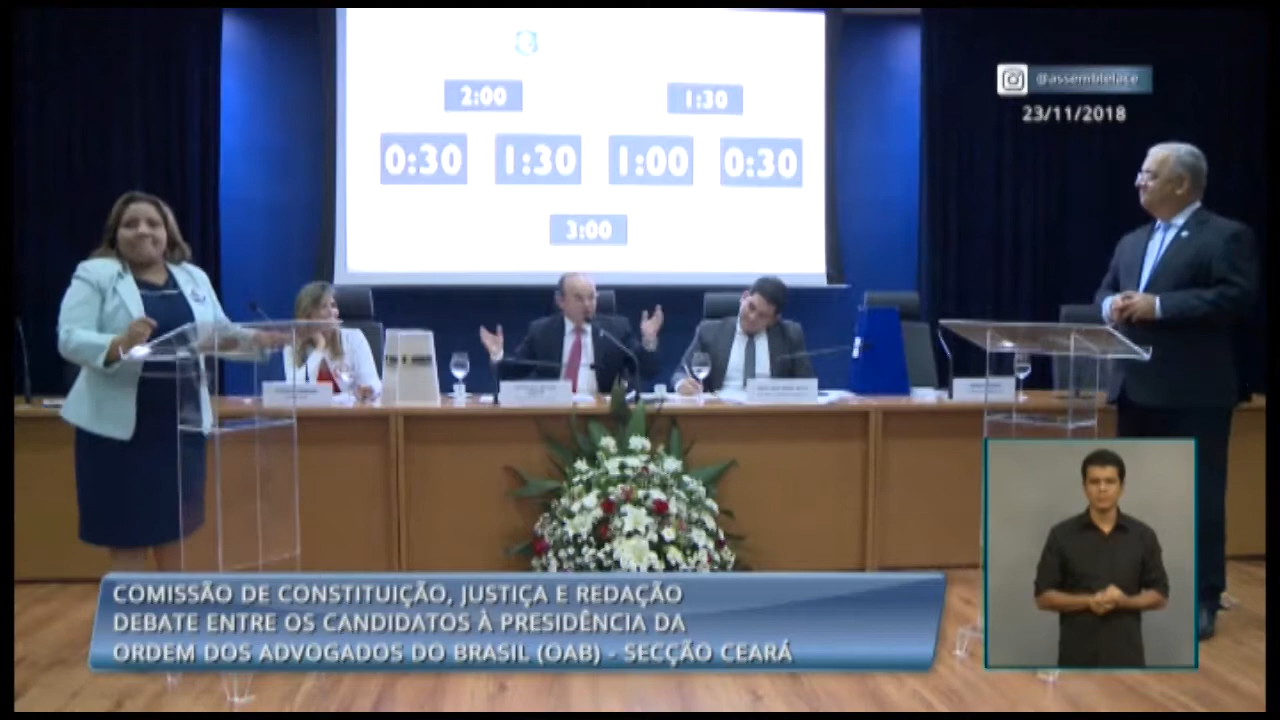 @assembleiace
23/11/2018
2:00
1:30
0:30
1:30
1:00
0:30
3:00
COMISSÃO DE CONSTITUIÇÃO, JUSTIÇA E REDAÇÃO
DEBATE ENTRE OS CANDIDATOS À PRESIDÊNCIA DA
ORDEM DOS ADVOGADOS DO BRASIL (OAB) - SECÇÃO CEARÁ